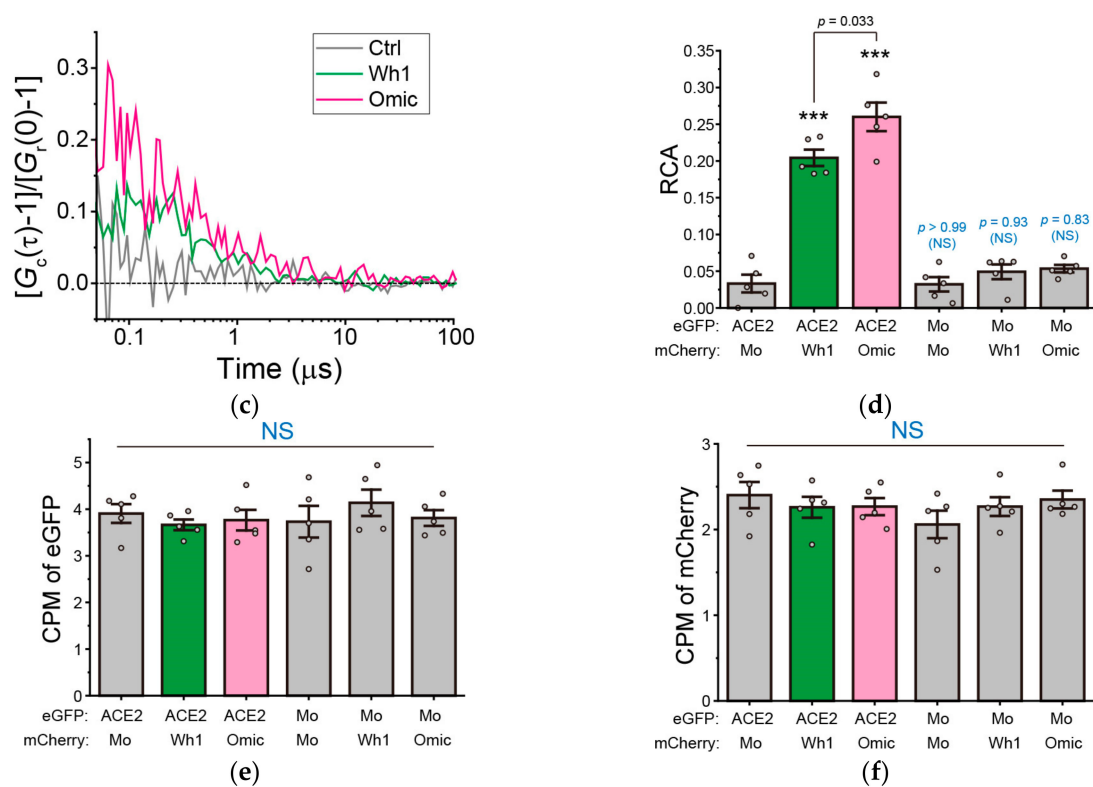 Ctrl
Wh1
Omic
[Gc(τ)-1]/[Gr(0)-1]
0.3
0.2
0.1
0.0
0.1 1 10 100
Time (μs)
(c)
p = 0.033
***
***
RCA
0.35
0.30
0.25
0.20
0.15
0.10
0.05
0.00
p > 0.99
(NS)
p = 0.93
(NS)
p = 0.83
(NS)
eGFP: ACE2 ACE2 ACE2 Mo Mo Mo
mCherry: Mo Wh1 Omic Mo Wh1 Omic
(d)
NS
CPM of eGFP
5
4
3
2
1
0
eGFP: ACE2 ACE2 ACE2 Mo Mo Mo
mCherry: Mo Wh1 Omic Mo Wh1 Omic
(e)
NS
CPM of mCherry
3
2
1
0
eGFP: ACE2 ACE2 ACE2 Mo Mo Mo
mCherry: Mo Wh1 Omic Mo Wh1 Omic
(f)